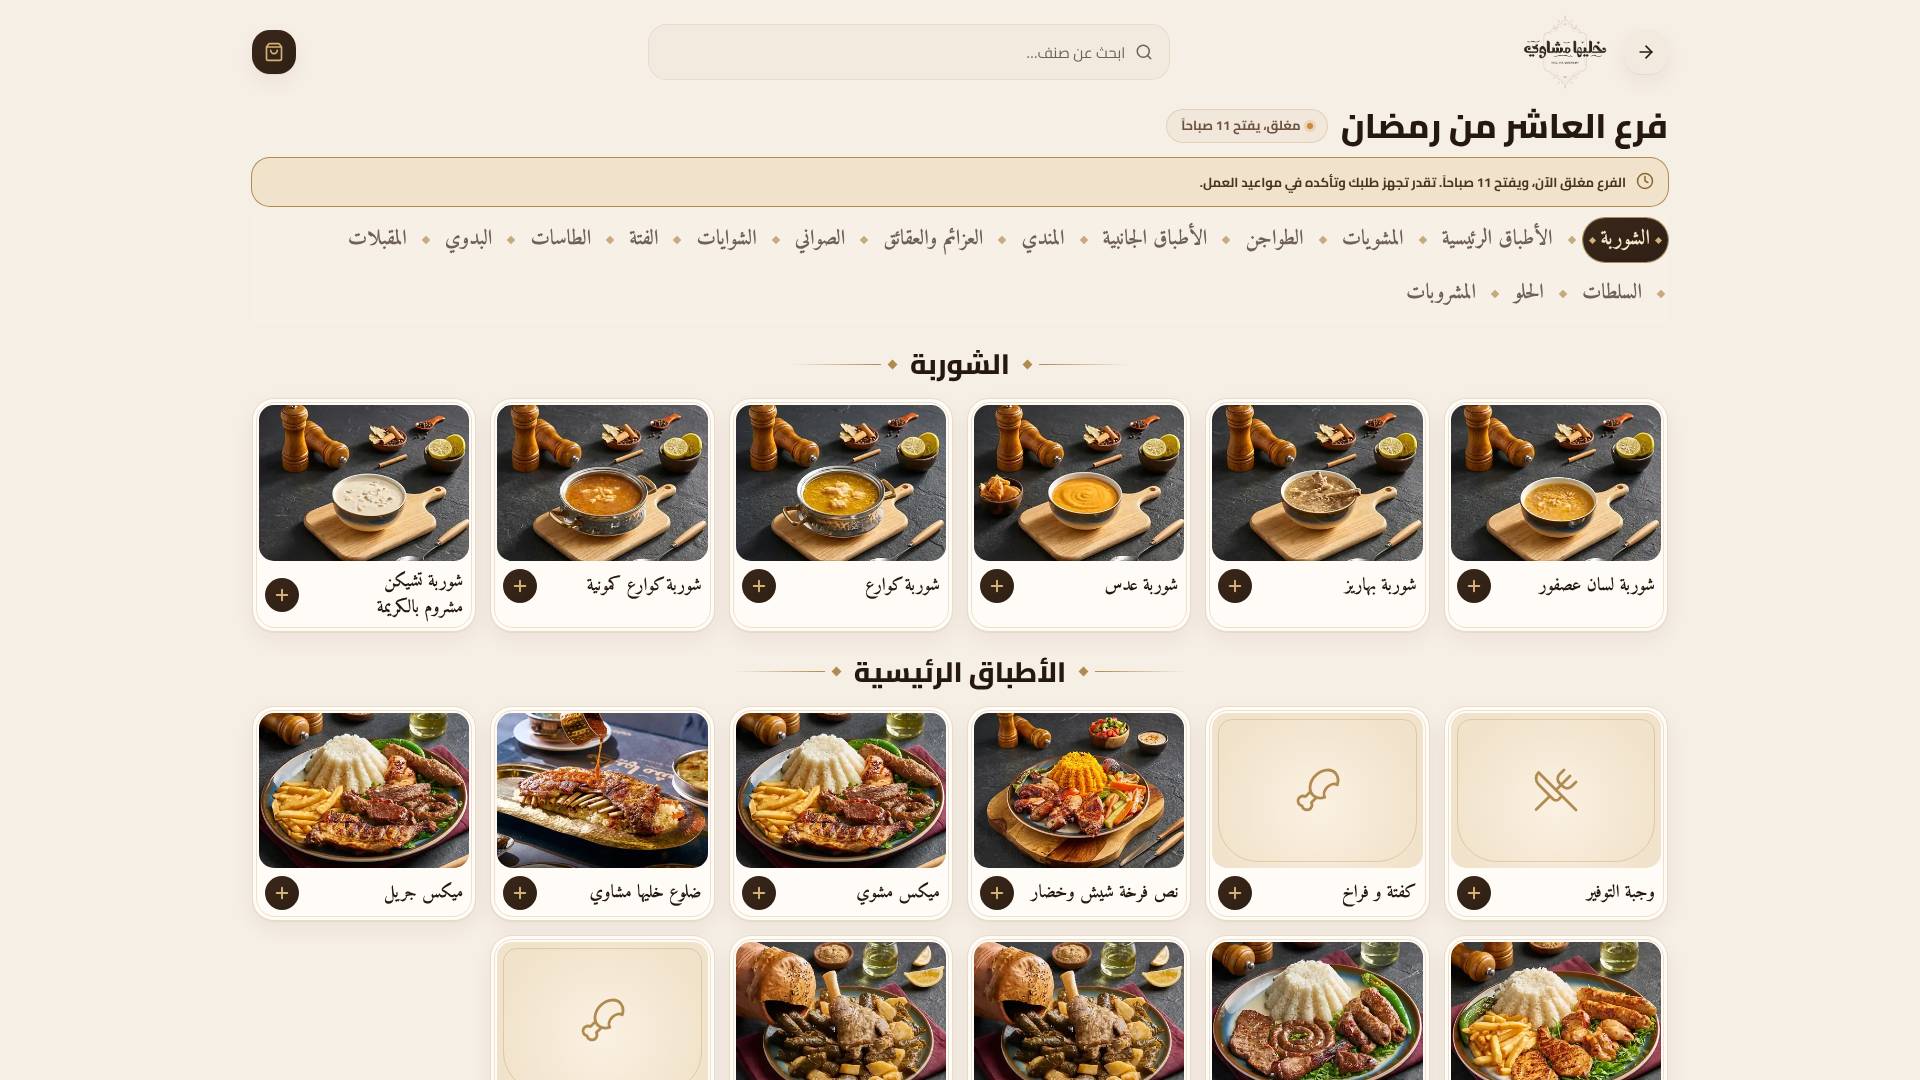 خليها مشاوي
ابحث عن صنف...
فرع العاشر من رمضان
مغلق، يفتح 11 صباحاً
الفرع مغلق الآن، ويفتح 11 صباحاً. تقدر تجهز طلبك وتأكده في مواعيد العمل.
الشوربة
الأطباق الرئيسية
المشويات
الطواجن
الأطباق الجانبية
المندي
العزائم والعقائق
الصواني
الشوايات
الفتة
الطاسات
البدوي
المقبلات
السلطات
الحلو
المشروبات
الشوربة
شوربة لسان عصفور
شوربة بهاريز
شوربة عدس
شوربة كوارع
شوربة كوارع كمونية
شوربة تشيكن
مشروم بالكريمة
الأطباق الرئيسية
وجبة التوفير
كفتة و فراخ
نص فرخة شيش وخضار
ميكس مشوي
ضلوع خليها مشاوي
ميكس جريل